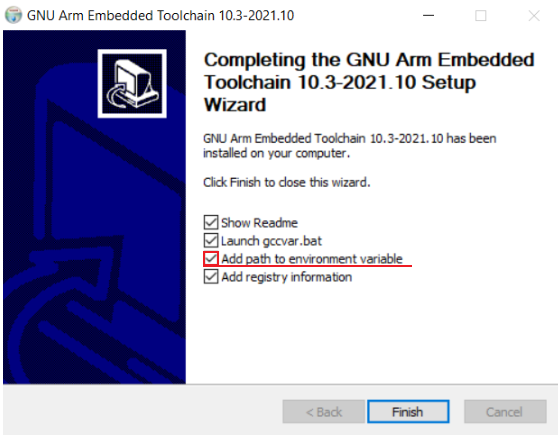 GNU Arm Embedded Toolchain 10.3-2021.10
Completing the GNU Arm Embedded
Toolchain 10.3-2021.10 Setup
Wizard
GNU Arm Embedded Toolchain 10.3-2021.10 has been
installed on your computer.
Click Finish to close this wizard.
Show Readme
Launch gccvar.bat
Add path to environment variable
Add registry information
< Back
Finish
Cancel